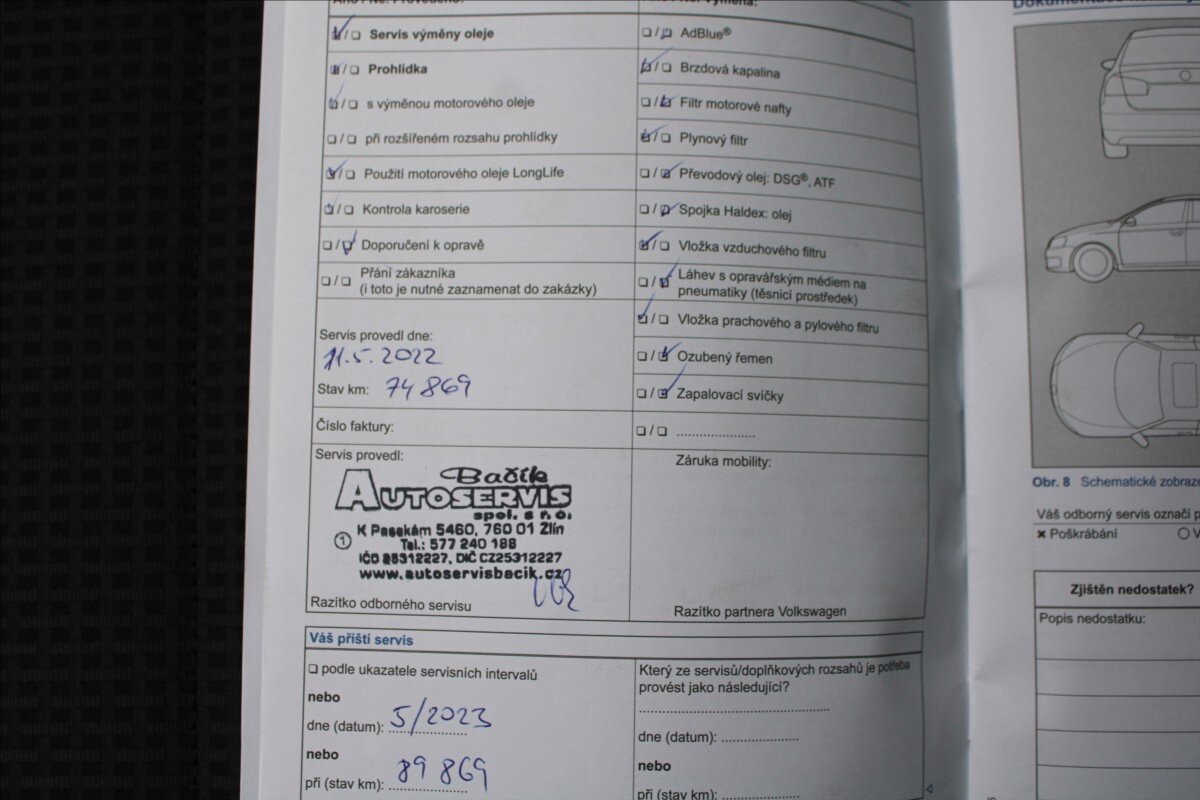 Servis výměny oleje
Prohlídka
s výměnou motorového oleje
při rozšířeném rozsahu prohlídky
Použití motorového oleje LongLife
Kontrola karoserie
Doporučení k opravě
Přání zákazníka
(i toto je nutné zaznamenat do zakázky)
Servis provedl dne:
11.5.2022
Stav km: 74 869
Číslo faktury:
Servis provedl:
Bačík
AUTOSERVIS
spol. s r.o.
K Pasekám 5460, 760 01 Zlín
1
Tel.: 577 240 188
IČO 25312227, DIČ CZ25312227
www.autoservisbacik.cz
Razítko odborného servisu
AdBlue®
Brzdová kapalina
Filtr motorové nafty
Plynový filtr
Převodový olej: DSG®, ATF
Spojka Haldex: olej
Vložka vzduchového filtru
Láhev s opravářským médiem na
pneumatiky (těsnicí prostředek)
Vložka prachového a pylového filtru
Ozubený řemen
Zapalovací svíčky
Záruka mobility:
Razítko partnera Volkswagen
Váš příští servis
podle ukazatele servisních intervalů
nebo
dne (datum): 5/2023
nebo
při (stav km): 89 869
Který ze servisů/doplňkových rozsahů je potřeba
provést jako následující?
dne (datum):
nebo
při (stav km):
Obr. 8 Schematické
Váš odborný servis označí
Poškrábání
Zjištěn nedostatek?
Popis nedostatku: